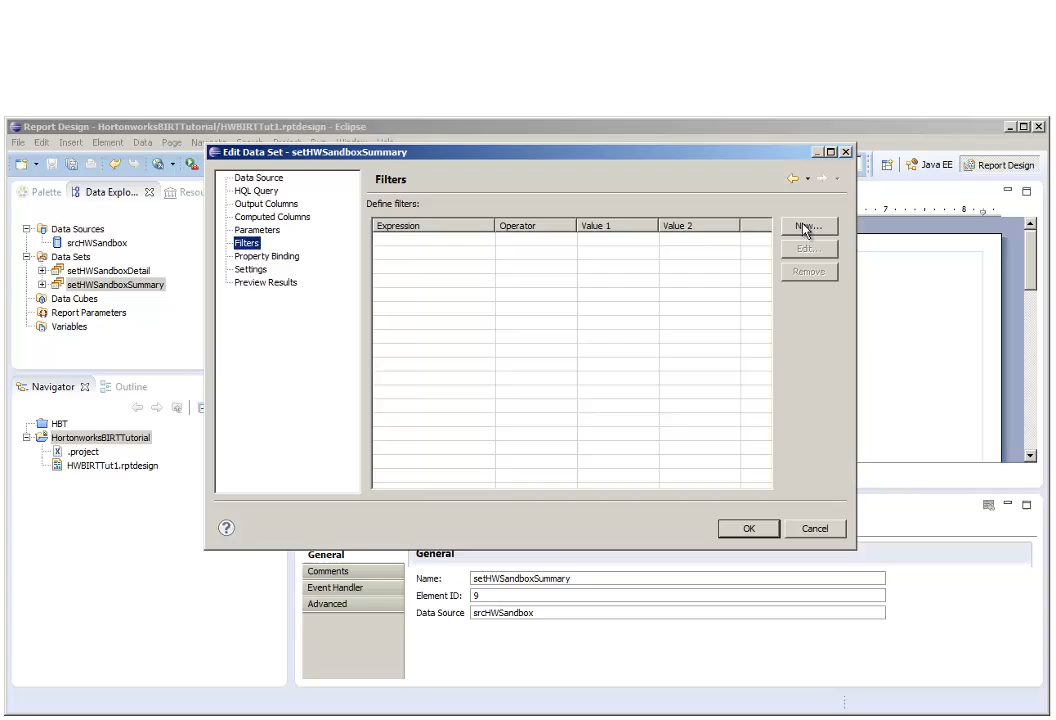 Report Design - HortonworksBIRTTutorial/HWBIRTTut1.rptdesign - Eclipse
File Edit Insert Element Data Page
Edit Data Set - setHWSandboxSummary
Java EE
Report Design
Palette
Data Explo...
Data Sources
srcHWSandbox
Data Sets
setHWSandboxDetail
setHWSandboxSummary
Data Cubes
Report Parameters
Variables
Data Source
HQL Query
Output Columns
Computed Columns
Parameters
Filters
Property Binding
Settings
Preview Results
Filters
Define filters:
Expression Operator Value 1 Value 2
New...
Edit...
Remove
7 8
OK
Cancel
Navigator
Outline
HBT
HortonworksBIRTTutorial
.project
HWBIRTTut1.rptdesign
General
Comments
Event Handler
Advanced
General
Name: setHWSandboxSummary
Element ID: 9
Data Source srcHWSandbox